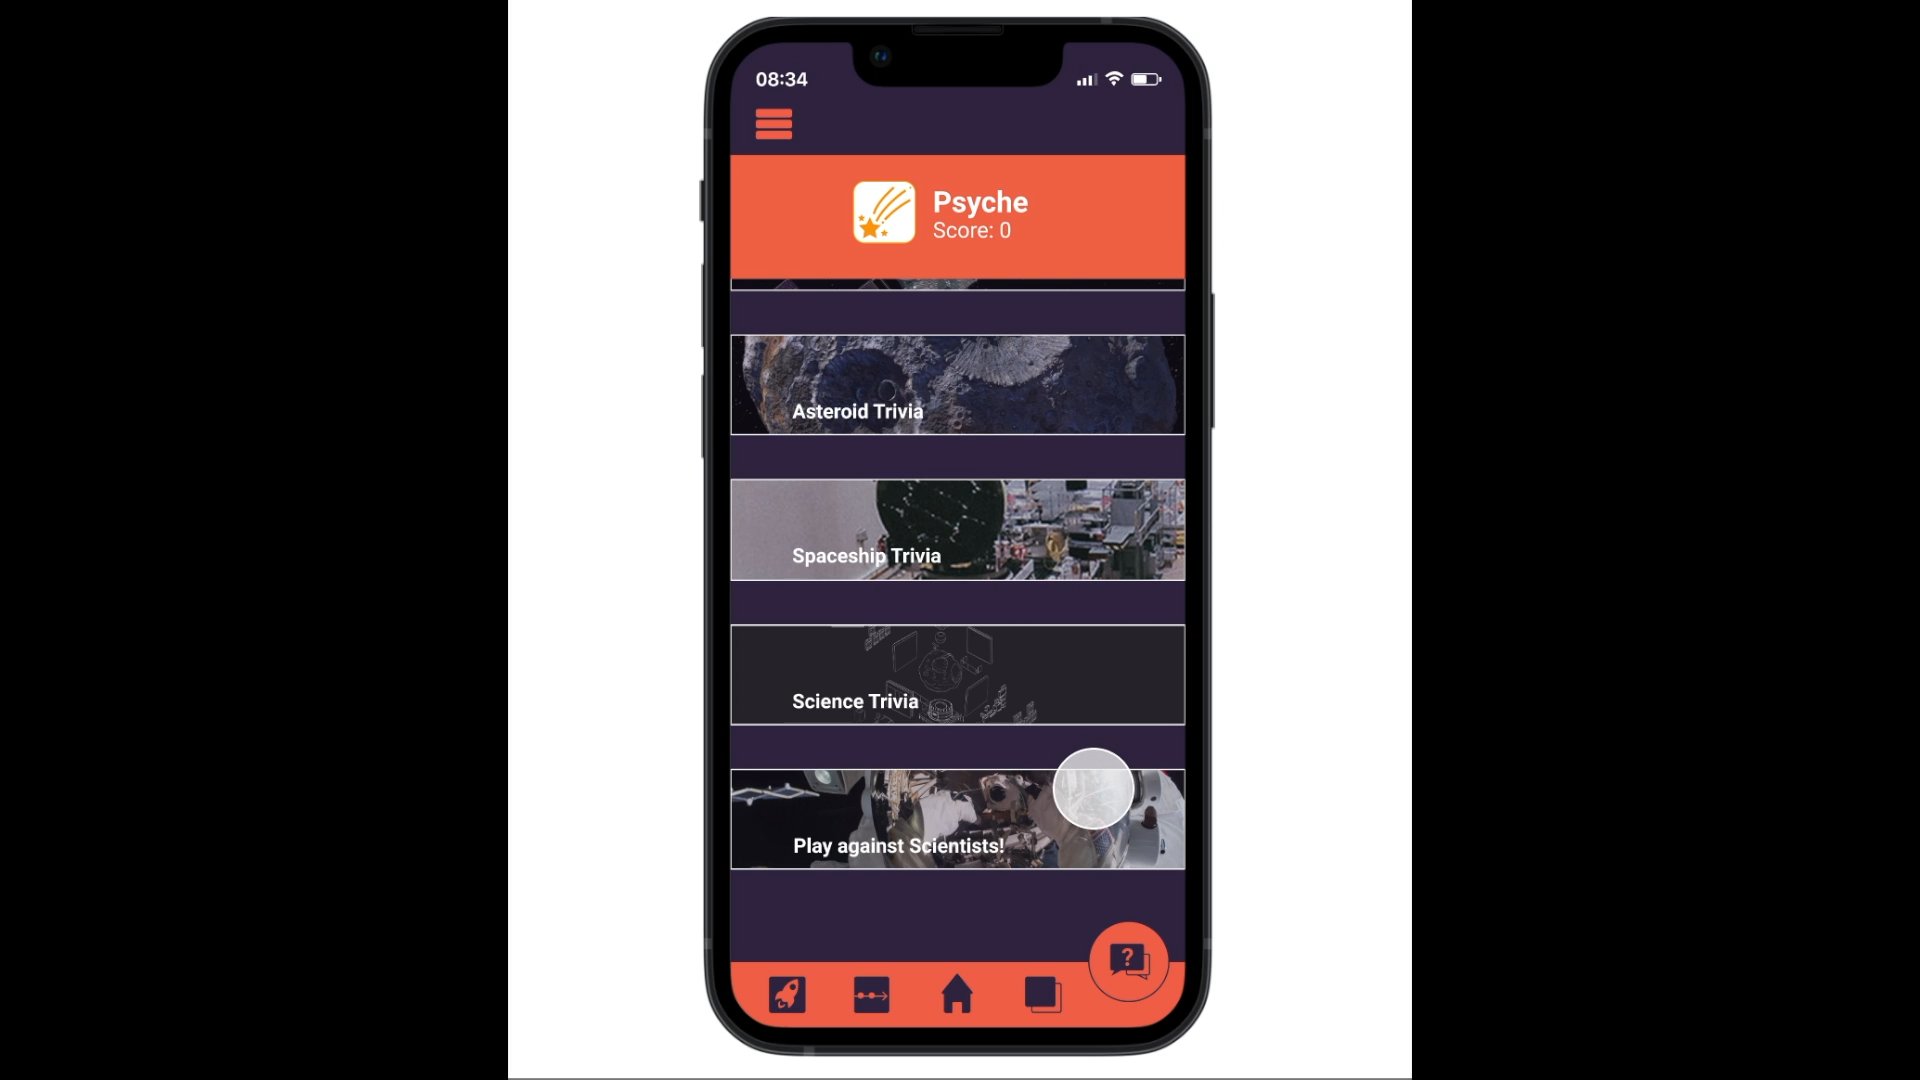 08:34
Psyche
Score: 0
Asteroid Trivia
Spaceship Trivia
Science Trivia
Play against Scientists!
?